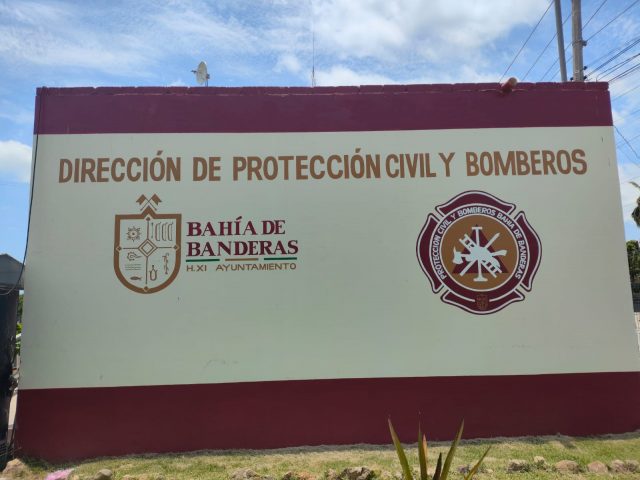 DIRECCIÓN DE PROTECCIÓN CIVIL Y BOMBEROS
BAHÍA DE
BANDERAS
H.XI AYUNTAMIENTO
PROTECCIÓN CIVIL Y BOMBEROS BAHÍA DE BANDERAS